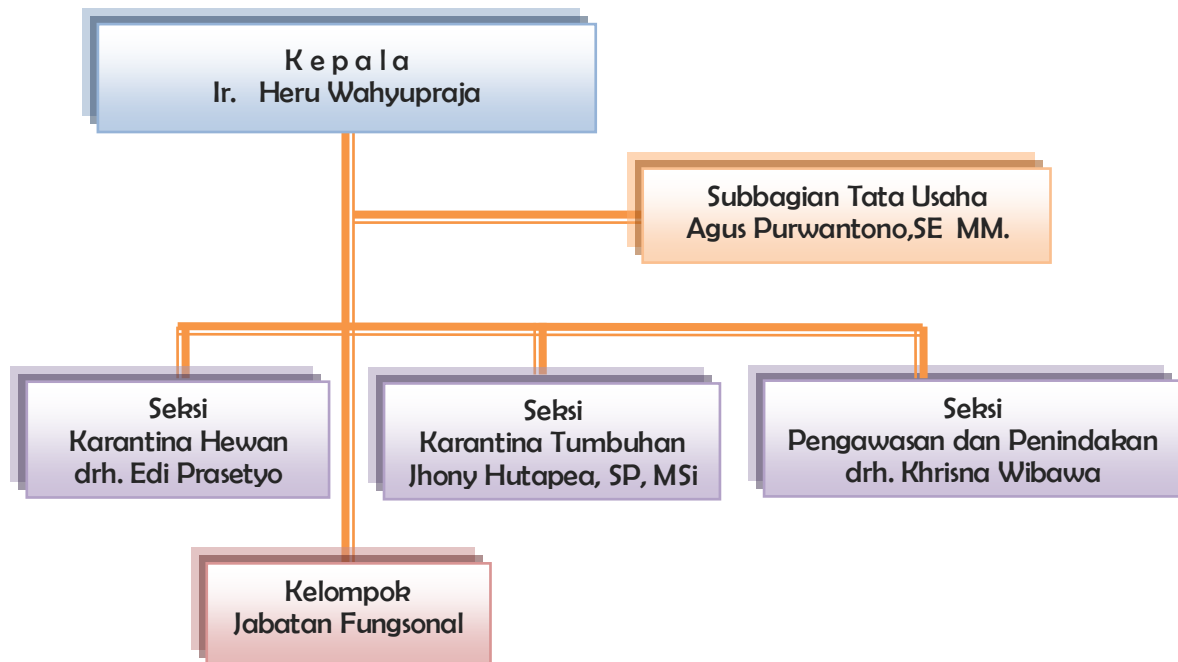 K e p a l a
Ir. Heru Wahyupraja
Subbagian Tata Usaha
Agus Purwantono,SE MM.
Seksi
Karantina Hewan
drh. Edi Prasetyo
Seksi
Karantina Tumbuhan
Jhony Hutapea, SP, MSi
Seksi
Pengawasan dan Penindakan
drh. Khrisna Wibawa
Kelompok
Jabatan Fungsonal